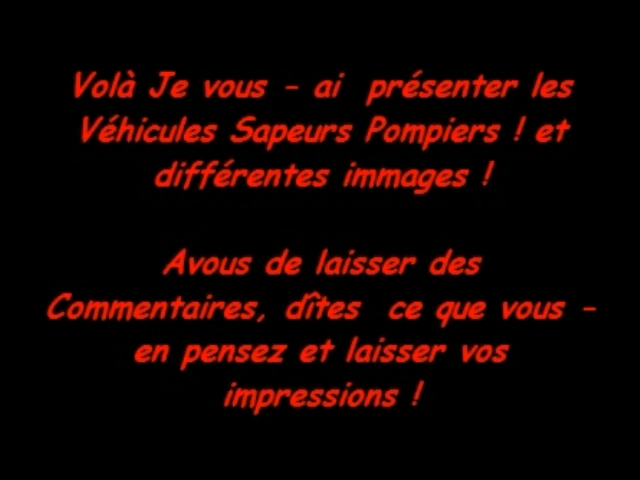 Volà Je vous - ai présenter les
Véhicules Sapeurs Pompiers ! et
différentes immages !
Avous de laisser des
Commentaires, dîtes ce que vous -
en pensez et laisser vos
impressions !